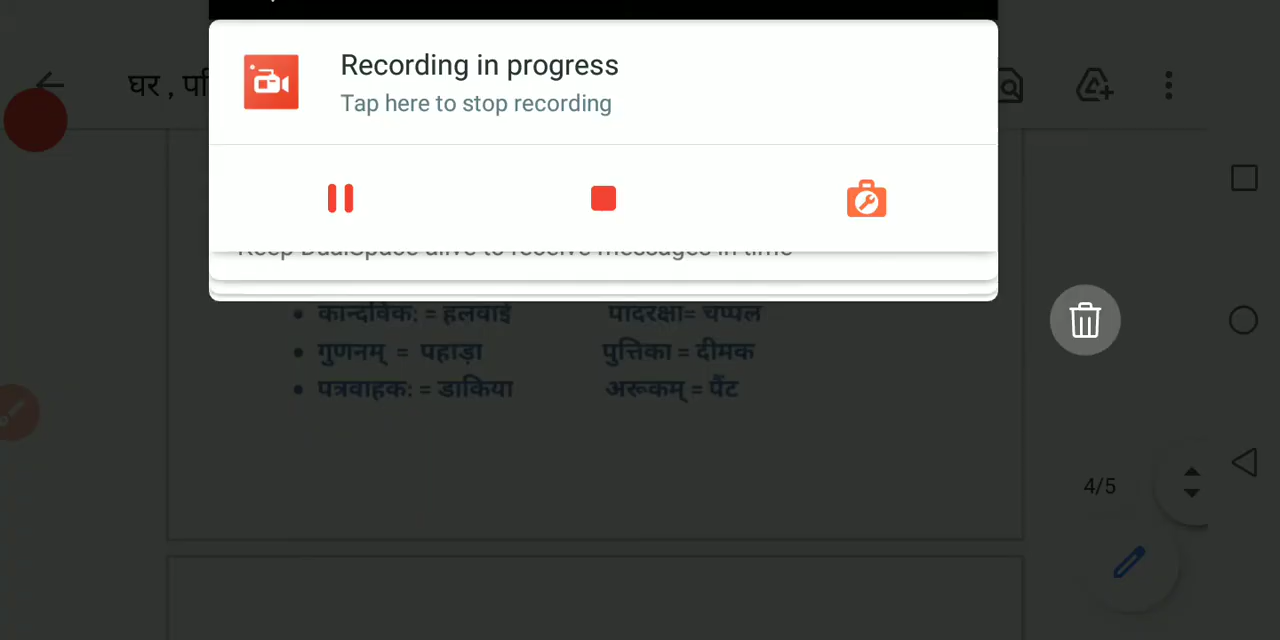 Recording in progress
घर , परि
Tap here to stop recording
Keep DualSpace alive to receive messages in time
• कान्दविक: = हलवाई पादरक्षा= चप्पल
• गुणनम् = पहाड़ा पुत्तिका = दीमक
• पत्रवाहक: = डाकिया अरूकम् = पैंट
4/5